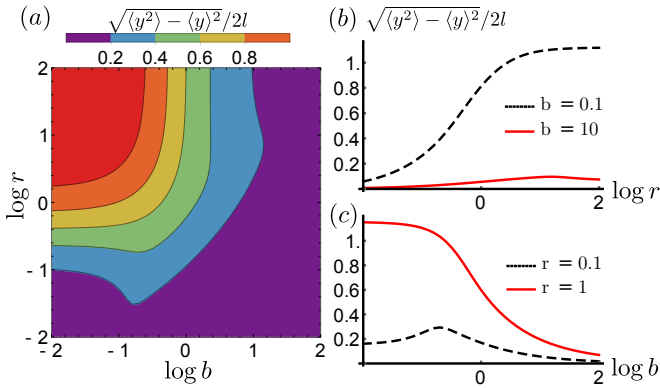 (a) √⟨y²⟩ − ⟨y⟩²/2l
0.2 0.4 0.6 0.8
2
1
0
- 1
- 2
log r
- 2 - 1 0 1 2
log b
(b) √⟨y²⟩ − ⟨y⟩²/2l
1.
0.8
0.6
0.4
0.2
b = 0.1
b = 10
0 2 log r
(c)
1.
0.8
0.6
0.4
0.2
r = 0.1
r = 1
0 2 log b